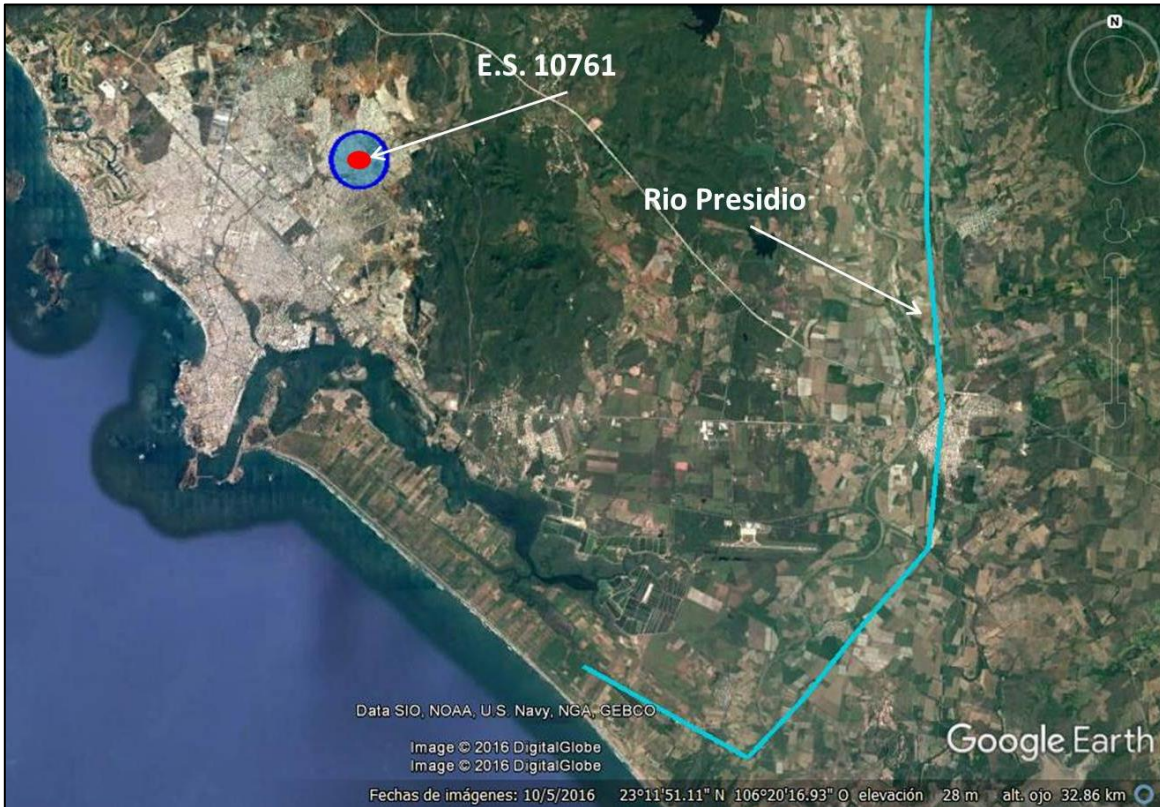 N
E.S. 10761
Rio Presidio
Data SIO, NOAA, U.S. Navy, NGA, GEBCO
Image © 2016 DigitalGlobe
Image © 2016 DigitalGlobe
Google Earth
Fechas de imágenes: 10/5/2016 23°11'51.11" N 106°20'16.93" O elevación 28 m alt. ojo 32.86 km